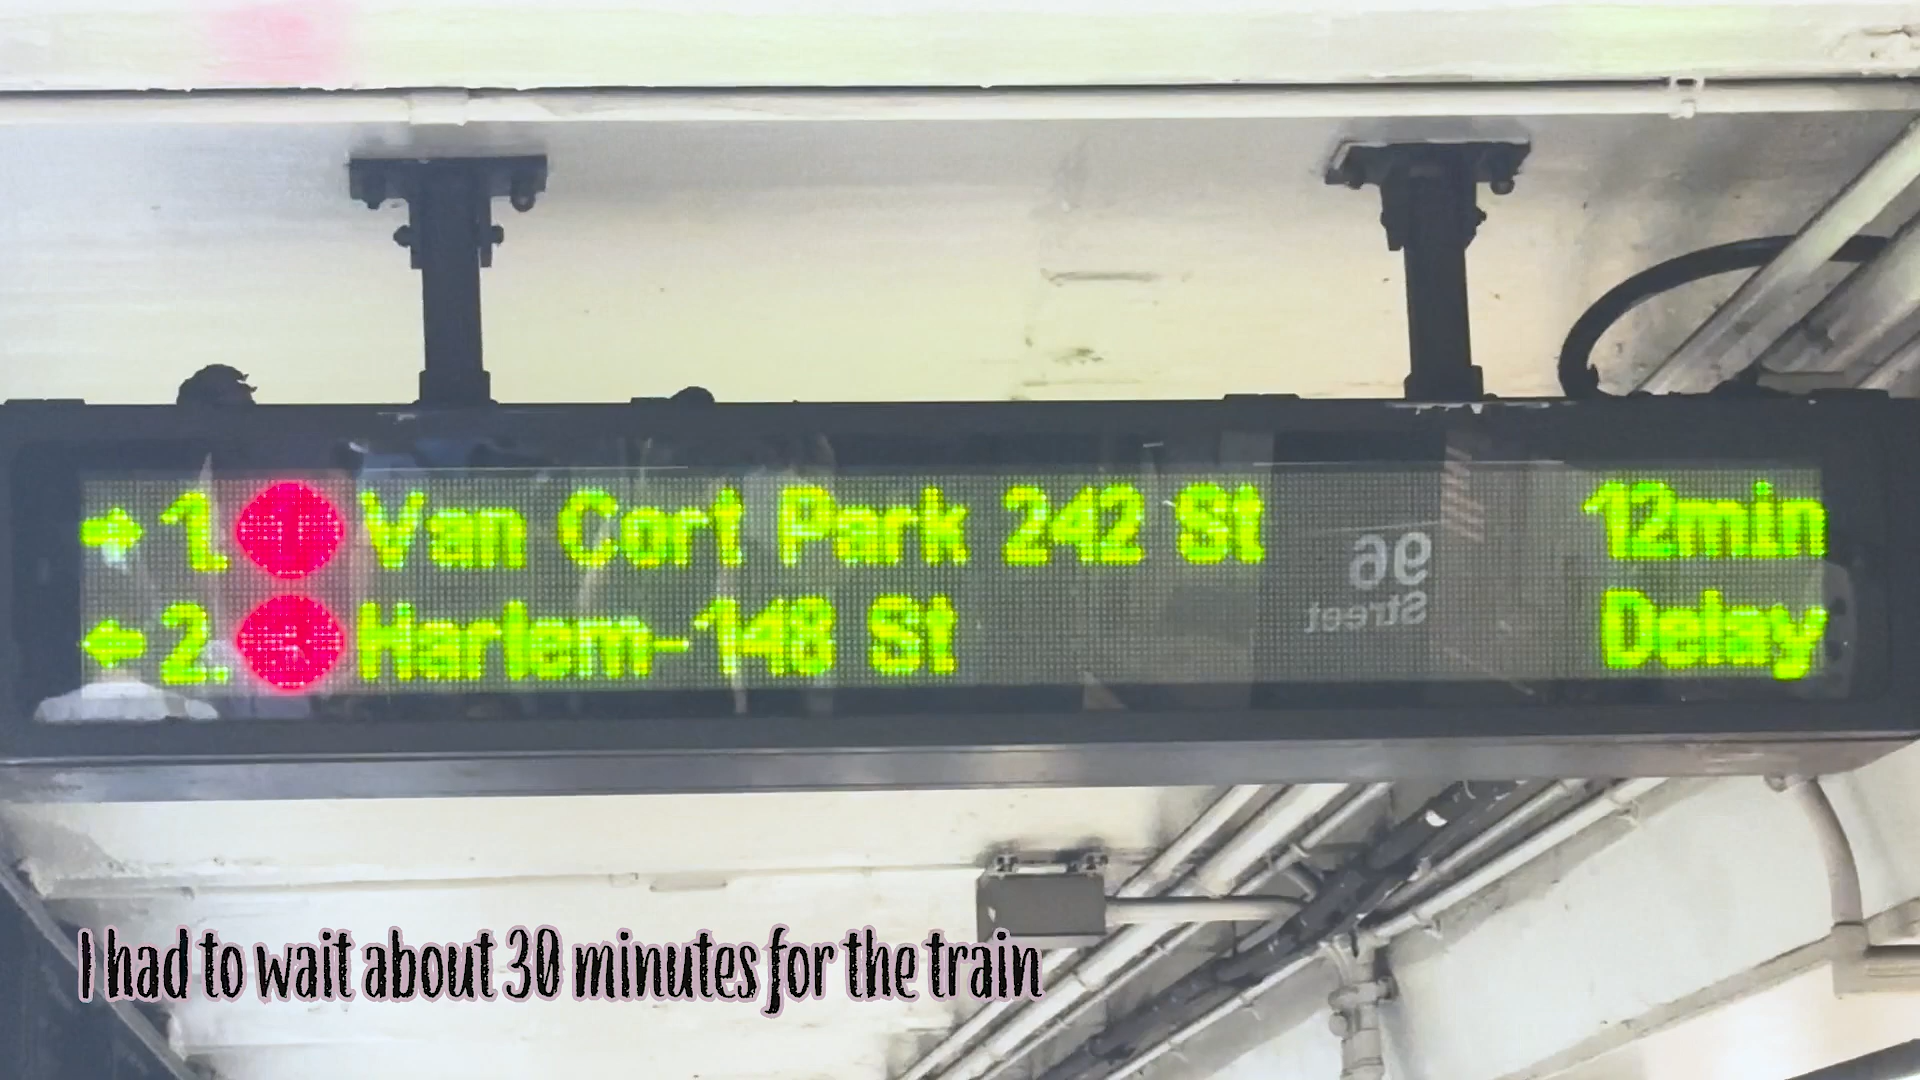 1. 1 Van Cort Park 242 St 12min
2. 3 Harlem-148 St Delay
96
Street
I had to wait about 30 minutes for the train